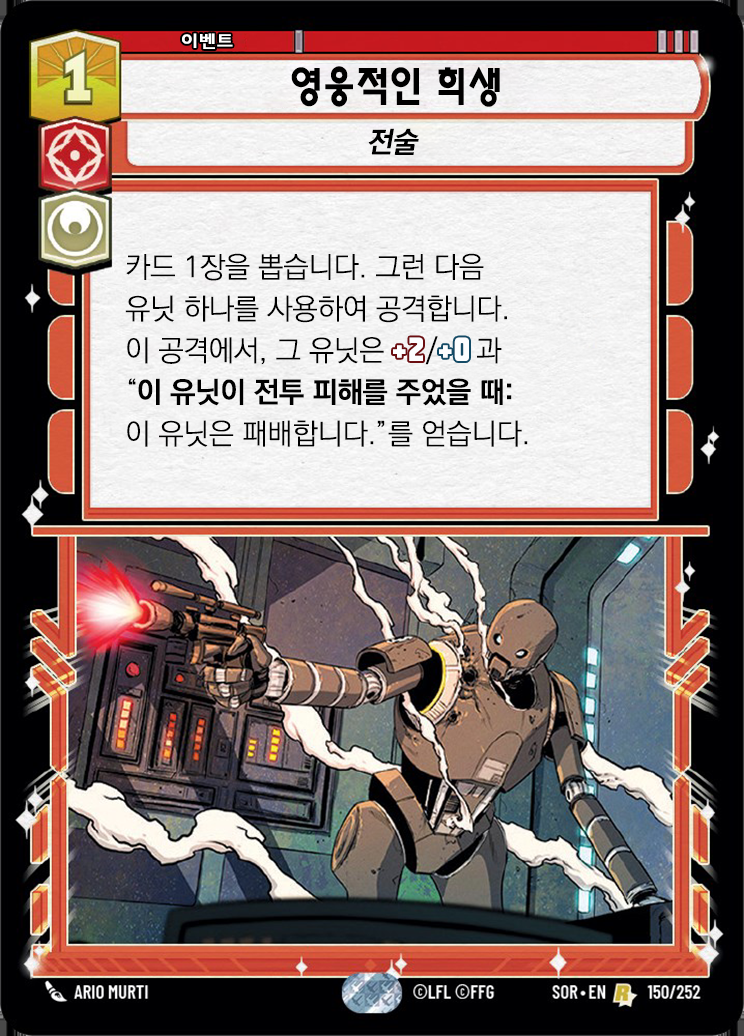 이벤트
1
영웅적인 희생
전술
카드 1장을 뽑습니다. 그런 다음
유닛 하나를 사용하여 공격합니다.
이 공격에서, 그 유닛은 +2/+0 과
“이 유닛이 전투 피해를 주었을 때:
이 유닛은 패배합니다.”를 얻습니다.
ARIO MURTI ©LFL ©FFG SOR•EN R 150/252